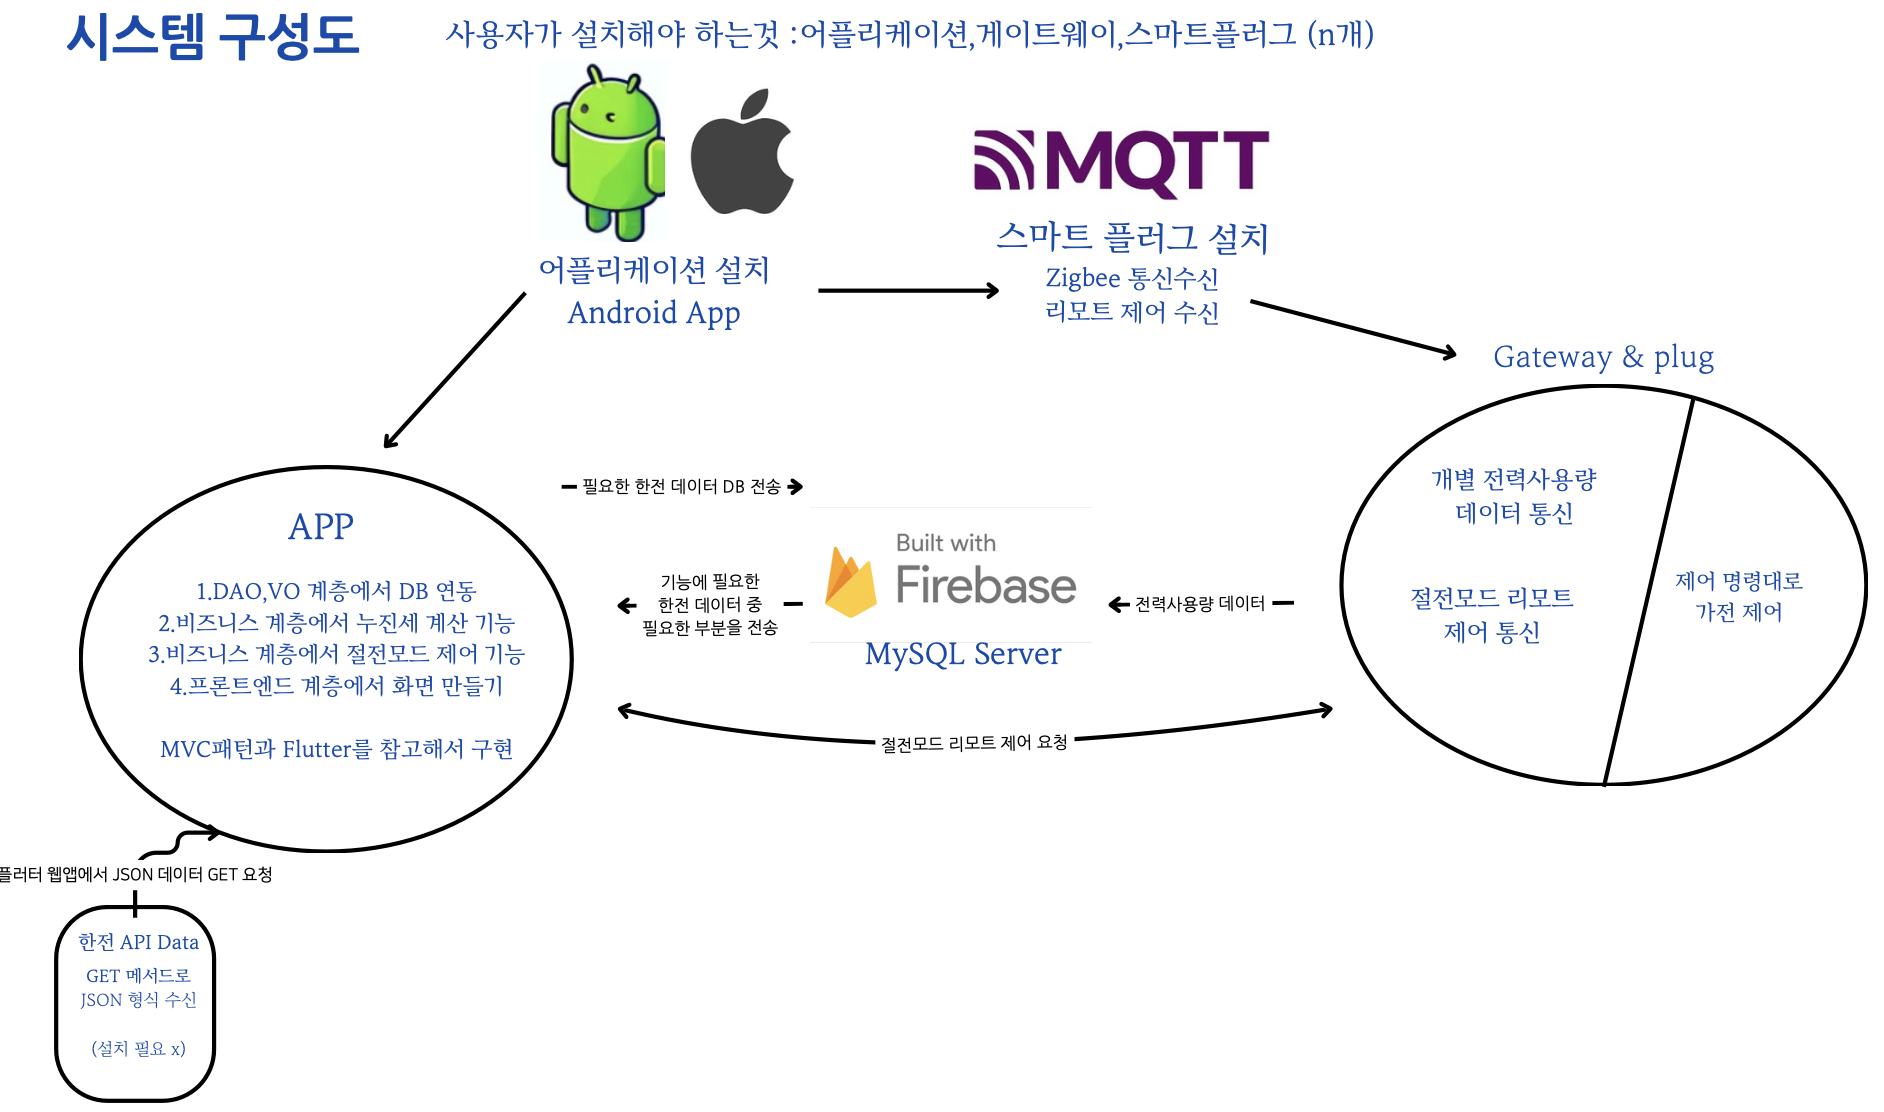 시스템 구성도
사용자가 설치해야 하는것 :어플리케이션,게이트웨이,스마트플러그 (n개)
MQTT
어플리케이션 설치
Android App
스마트 플러그 설치
Zigbee 통신수신
리모트 제어 수신
Gateway & plug
개별 전력사용량
데이터 통신
절전모드 리모트
제어 통신
제어 명령대로
가전 제어
필요한 한전 데이터 DB 전송
APP
1.DAO,VO 계층에서 DB 연동
2.비즈니스 계층에서 누진세 계산 기능
3.비즈니스 계층에서 절전모드 제어 기능
4.프론트엔드 계층에서 화면 만들기
MVC패턴과 Flutter를 참고해서 구현
기능에 필요한
한전 데이터 중
필요한 부분을 전송
Built with
Firebase
MySQL Server
전력사용량 데이터
절전모드 리모트 제어 요청
플러터 웹앱에서 JSON 데이터 GET 요청
한전 API Data
GET 메서드로
JSON 형식 수신
(설치 필요 x)